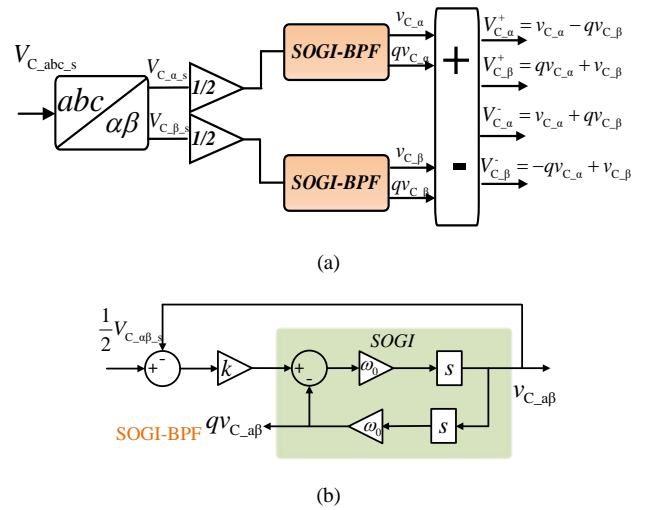 V_C_abc_s
abc
αβ
V_C_α_s
V_C_β_s
1/2
1/2
SOGI-BPF
SOGI-BPF
v_C_α
qv_C_α
v_C_β
qv_C_β
+
-
V⁺_C_α = v_C_α − qv_C_β
V⁺_C_β = qv_C_α + v_C_β
V⁻_C_α = v_C_α + qv_C_β
V⁻_C_β = −qv_C_α + v_C_β
(a)
1/2 V_C_αβ_s
+ -
k
SOGI
+ -
ω₀
s
v_C_aβ
SOGI-BPF qv_C_aβ
ω₀
s
(b)